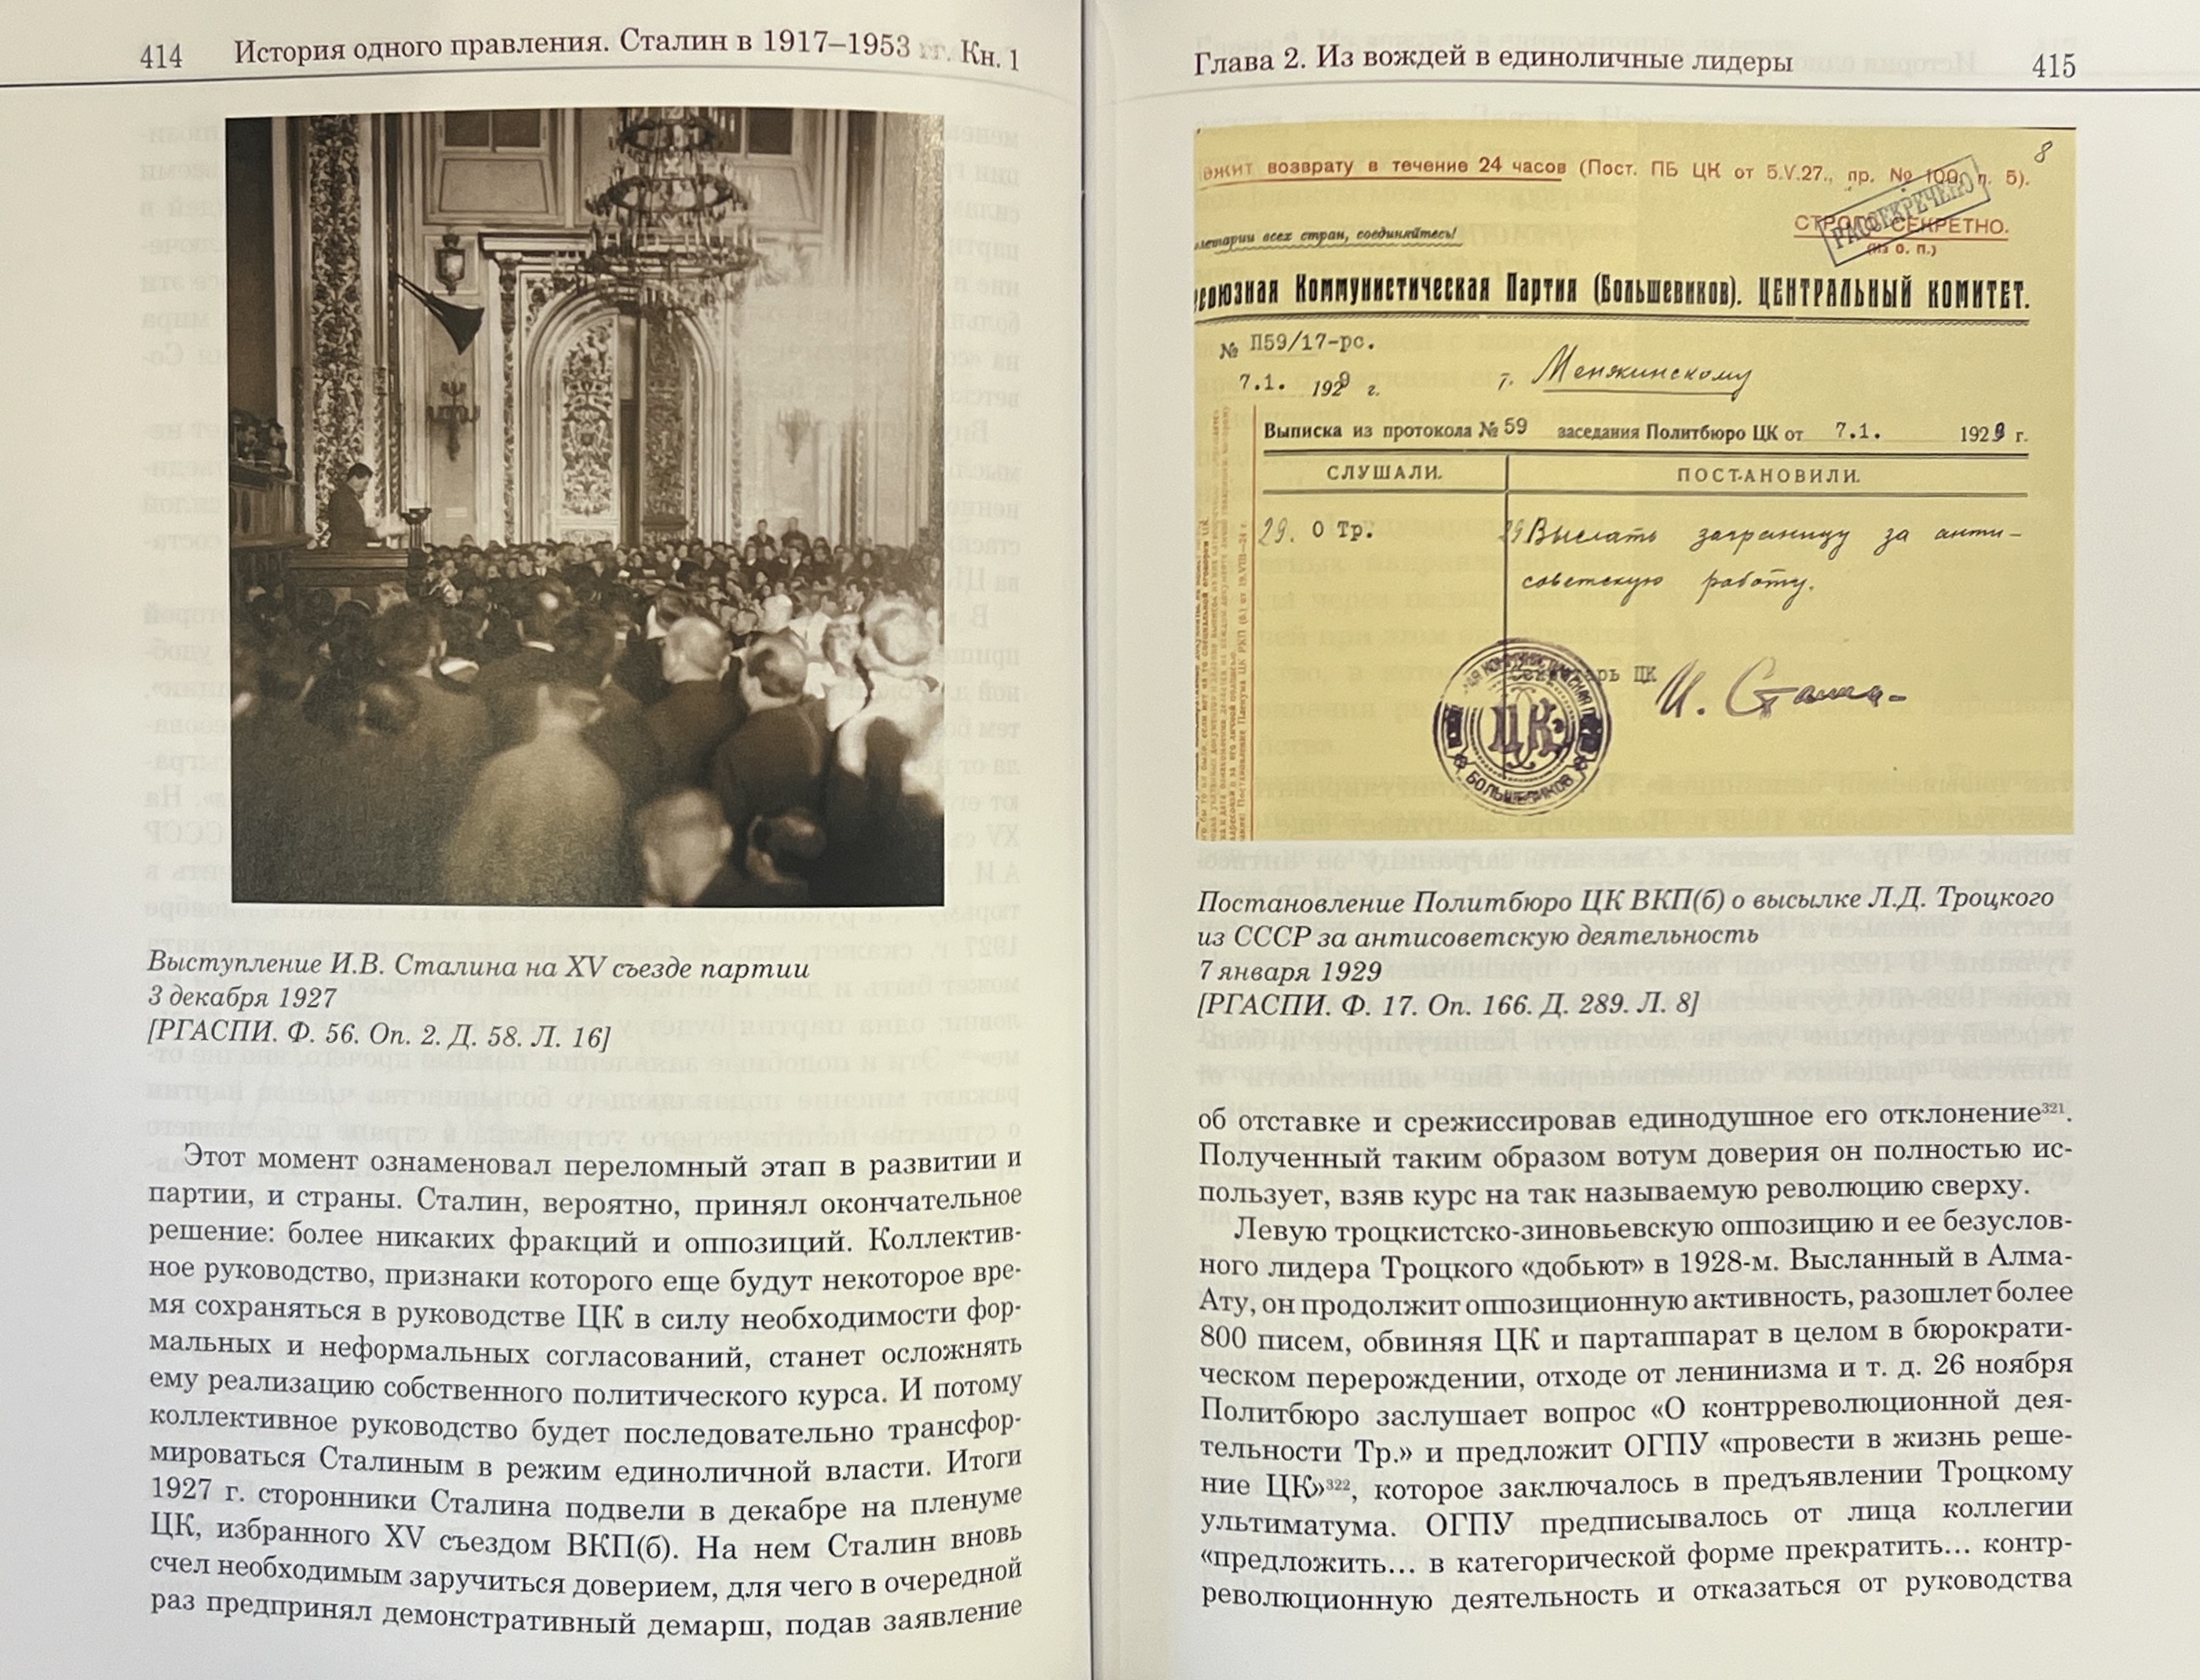 414 История одного правления. Сталин в 1917–1953 гг. Кн. 1
Выступление И.В. Сталина на XV съезде партии
3 декабря 1927
[РГАСПИ. Ф. 56. Оп. 2. Д. 58. Л. 16]
Этот момент ознаменовал переломный этап в развитии и
партии, и страны. Сталин, вероятно, принял окончательное
решение: более никаких фракций и оппозиций. Коллектив-
ное руководство, признаки которого еще будут некоторое вре-
мя сохраняться в руководстве ЦК в силу необходимости фор-
мальных и неформальных согласований, станет осложнять
ему реализацию собственного политического курса. И потому
коллективное руководство будет последовательно трансфор-
мироваться Сталиным в режим единоличной власти. Итоги
1927 г. сторонники Сталина подвели в декабре на пленуме
ЦК, избранного XV съездом ВКП(б). На нем Сталин вновь
счел необходимым заручиться доверием, для чего в очередной
раз предпринял демонстративный демарш, подав заявление
Глава 2. Из вождей в единоличные лидеры 415
8
возврату в течение 24 часов (Пост. ПБ ЦК от 5.V.27., пр. № 100, п. 5).
СТРОГО СЕКРЕТНО.
РАССЕКРЕЧЕНО
(Из О. П.)
всех стран, соединяйтесь!
союзная Коммунистическая Партия (Большевиков). ЦЕНТРАЛЬНЫЙ КОМИТЕТ.
№ П59/17-рс.
7.1. 1929 г. т. Менжинскому
Выписка из протокола № 59 заседания Политбюро ЦК от 7.1. 1929 г.
СЛУШАЛИ. ПОСТАНОВИЛИ.
29. О Тр. 29 Выслать заграницу за анти-
советскую работу.
Секретарь ЦК И. Сталин
ЦК
БОЛЬШЕВИКОВ
Постановление Политбюро ЦК ВКП(б) о высылке Л.Д. Троцкого
из СССР за антисоветскую деятельность
7 января 1929
[РГАСПИ. Ф. 17. Оп. 166. Д. 289. Л. 8]
об отставке и срежиссировав единодушное его отклонение³²¹.
Полученный таким образом вотум доверия он полностью ис-
пользует, взяв курс на так называемую революцию сверху.
Левую троцкистско-зиновьевскую оппозицию и ее безуслов-
ного лидера Троцкого «добьют» в 1928-м. Высланный в Алма-
Ату, он продолжит оппозиционную активность, разошлет более
800 писем, обвиняя ЦК и партаппарат в целом в бюрократи-
ческом перерождении, отходе от ленинизма и т. д. 26 ноября
Политбюро заслушает вопрос «О контрреволюционной дея-
тельности Тр.» и предложит ОГПУ «провести в жизнь реше-
ние ЦК»³²², которое заключалось в предъявлении Троцкому
ультиматума. ОГПУ предписывалось от лица коллегии
«предложить… в категорической форме прекратить… контр-
революционную деятельность и отказаться от руководства